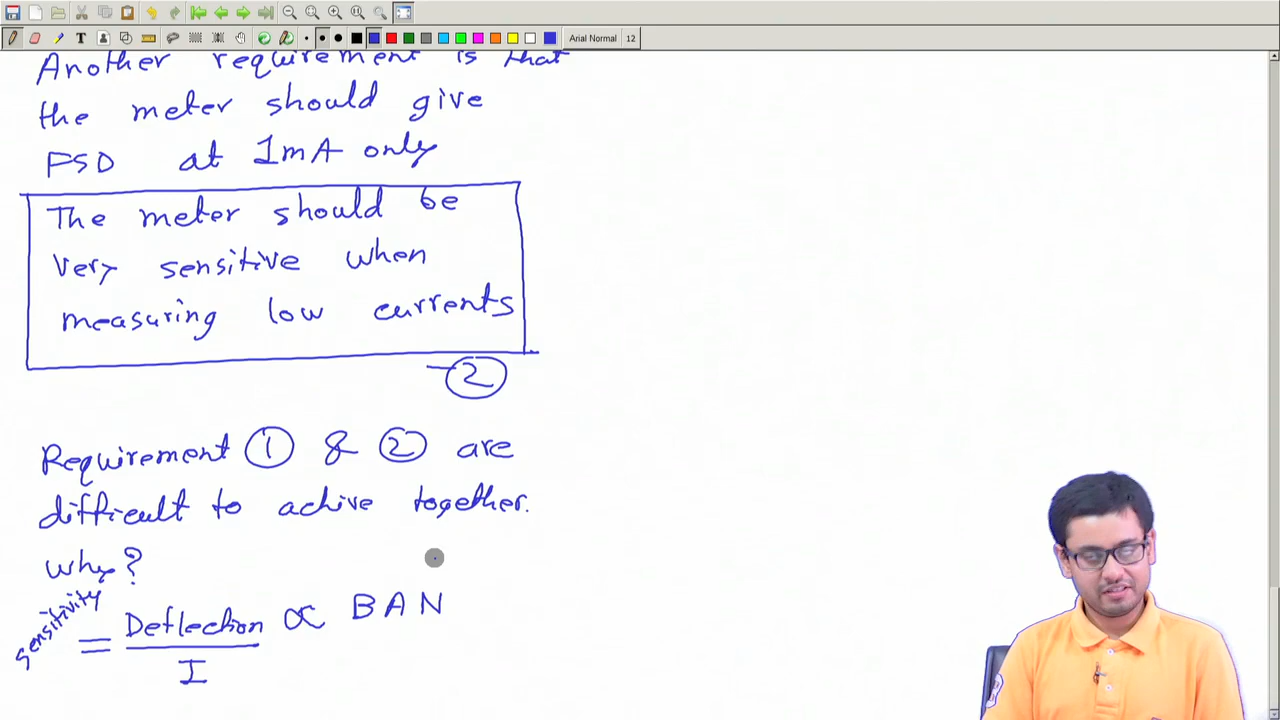 Arial Normal 12
Another requirement is that
the meter should give
FSD at 1mA only
The meter should be
very sensitive when
measuring low currents
- 2
Requirement 1 & 2 are
difficult to achive together.
Why?
sensitivity = Deflection / I ∝ B A N